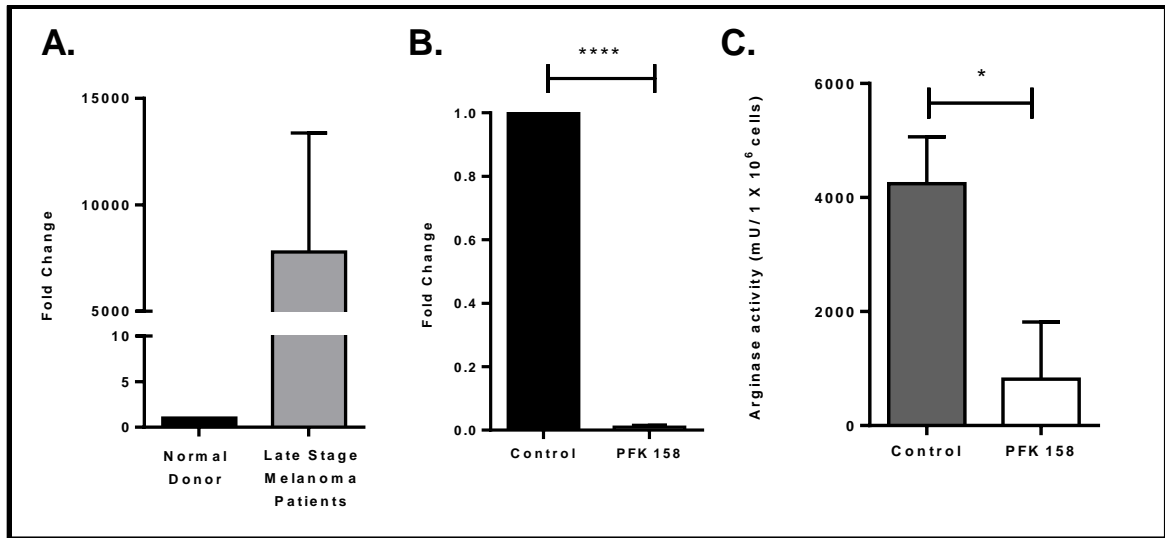 A.
Fold Change
15000
10000
5000
10
5
0
Normal
Donor
Late Stage
Melanoma
Patients
B.
****
Fold Change
1.0
0.8
0.6
0.4
0.2
0.0
Control
PFK 158
C.
*
Arginase activity (mU/ 1 X 10⁶ cells)
6000
4000
2000
0
Control
PFK 158